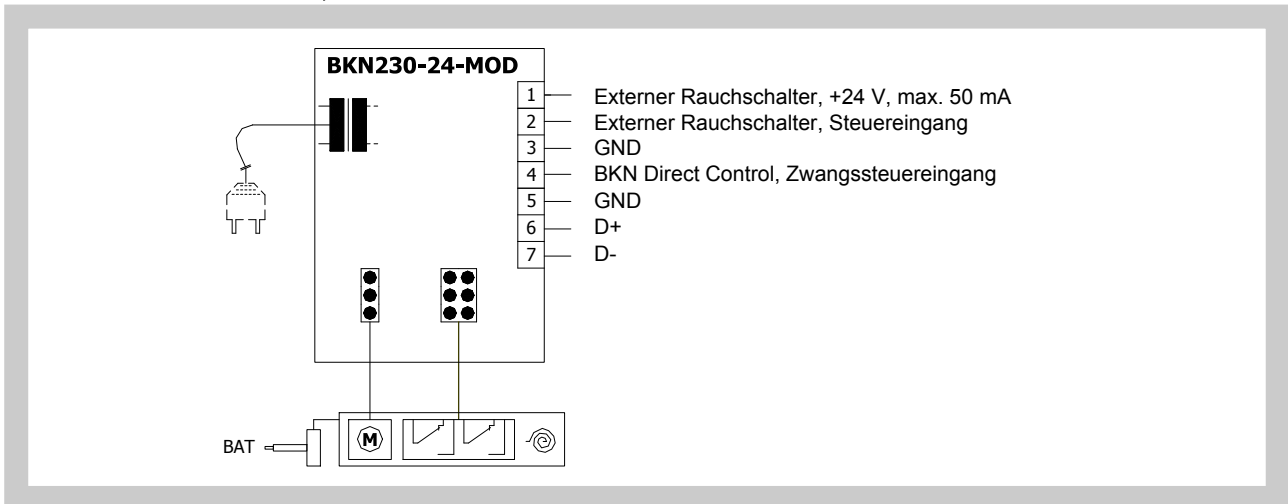 BKN230-24-MOD
1 Externer Rauchschalter, +24 V, max. 50 mA
2 Externer Rauchschalter, Steuereingang
3 GND
4 BKN Direct Control, Zwangssteuereingang
5 GND
6 D+
7 D-
BAT M